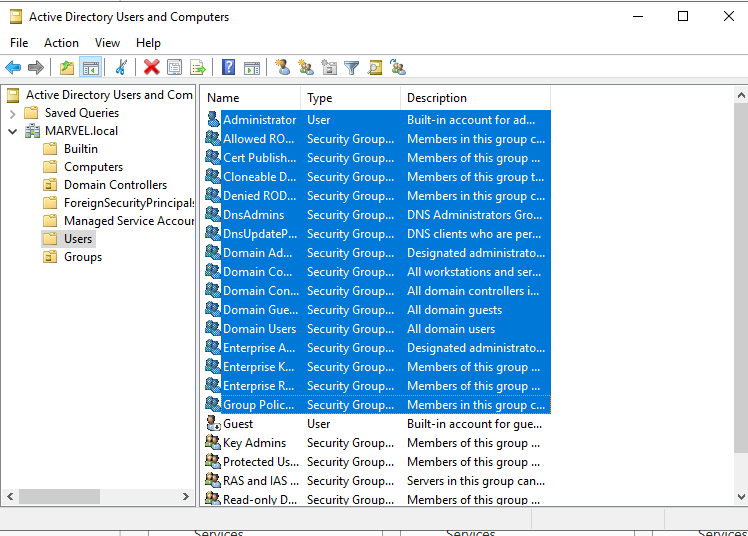 Active Directory Users and Computers
File Action View Help
Active Directory Users and Com
Saved Queries
MARVEL.local
Builtin
Computers
Domain Controllers
ForeignSecurityPrincipals
Managed Service Accour
Users
Groups
Name Type Description
Administrator User Built-in account for ad...
Allowed RO... Security Group... Members in this group c...
Cert Publish... Security Group... Members of this group ...
Cloneable D... Security Group... Members of this group t...
Denied ROD... Security Group... Members in this group c...
DnsAdmins Security Group... DNS Administrators Gro...
DnsUpdateP... Security Group... DNS clients who are per...
Domain Ad... Security Group... Designated administrato...
Domain Co... Security Group... All workstations and ser...
Domain Con... Security Group... All domain controllers i...
Domain Gue... Security Group... All domain guests
Domain Users Security Group... All domain users
Enterprise A... Security Group... Designated administrato...
Enterprise K... Security Group... Members of this group ...
Enterprise R... Security Group... Members of this group ...
Group Polic... Security Group... Members in this group c...
Guest User Built-in account for gue...
Key Admins Security Group... Members of this group ...
Protected Us... Security Group... Members of this group ...
RAS and IAS ... Security Group... Servers in this group can...
Read-only D... Security Group... Members of this group ...
Services Services Services